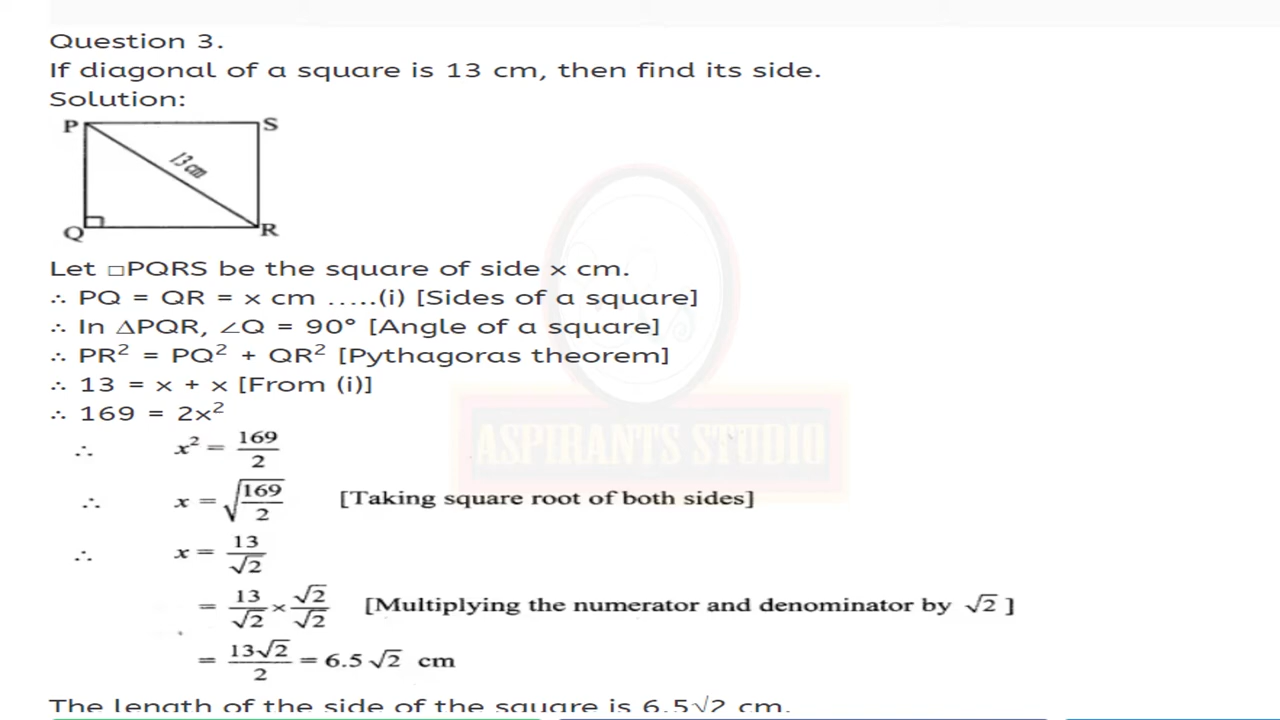 Question 3.
If diagonal of a square is 13 cm, then find its side.
Solution:
P S
13 cm
Q R
Let □PQRS be the square of side x cm.
∴ PQ = QR = x cm …..(i) [Sides of a square]
∴ In ∆PQR, ∠Q = 90° [Angle of a square]
∴ PR² = PQ² + QR² [Pythagoras theorem]
∴ 13 = x + x [From (i)]
∴ 169 = 2x²
∴ x² = 169/2
∴ x = √(169/2) [Taking square root of both sides]
∴ x = 13/√2
= 13/√2 × √2/√2 [Multiplying the numerator and denominator by √2 ]
= 13√2/2 = 6.5 √2 cm
The length of the side of the square is 6.5√2 cm.
ASPIRANTS STUDIO